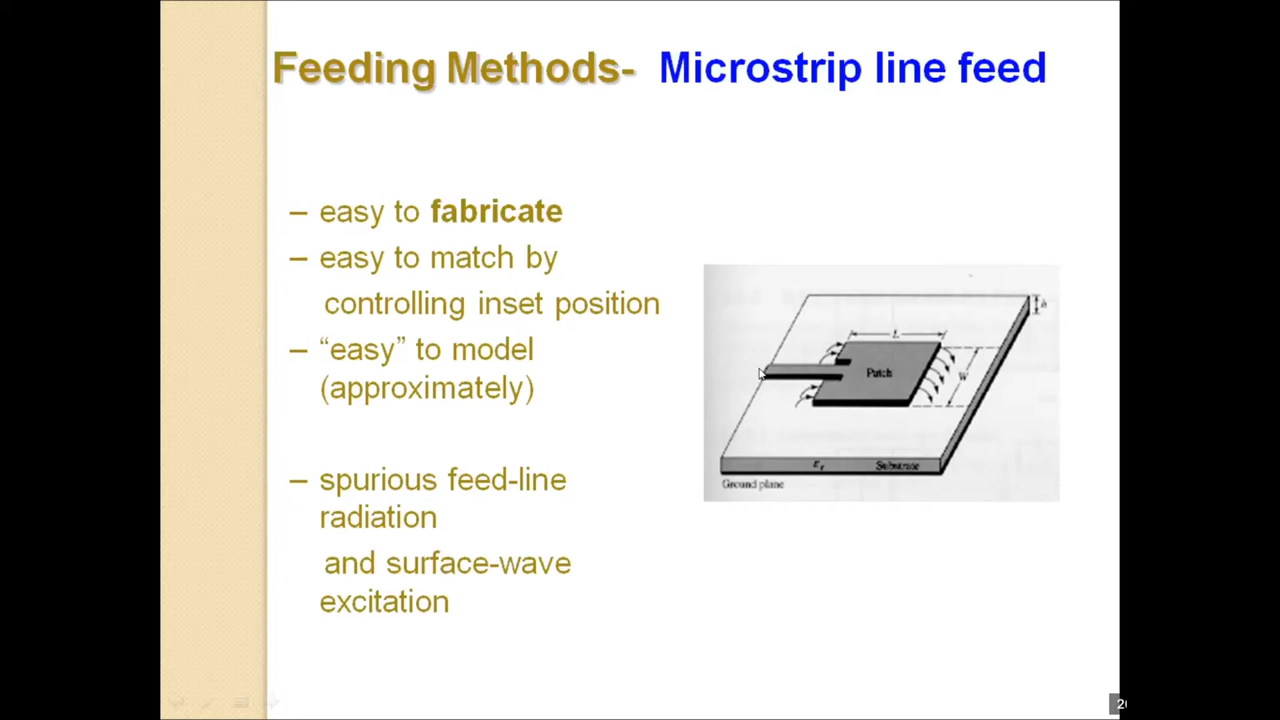 Feeding Methods- Microstrip line feed
– easy to fabricate
– easy to match by
controlling inset position
– “easy” to model
(approximately)
– spurious feed-line
radiation
and surface-wave
excitation
h
L
Patch
W
εr Substrate
Ground plane